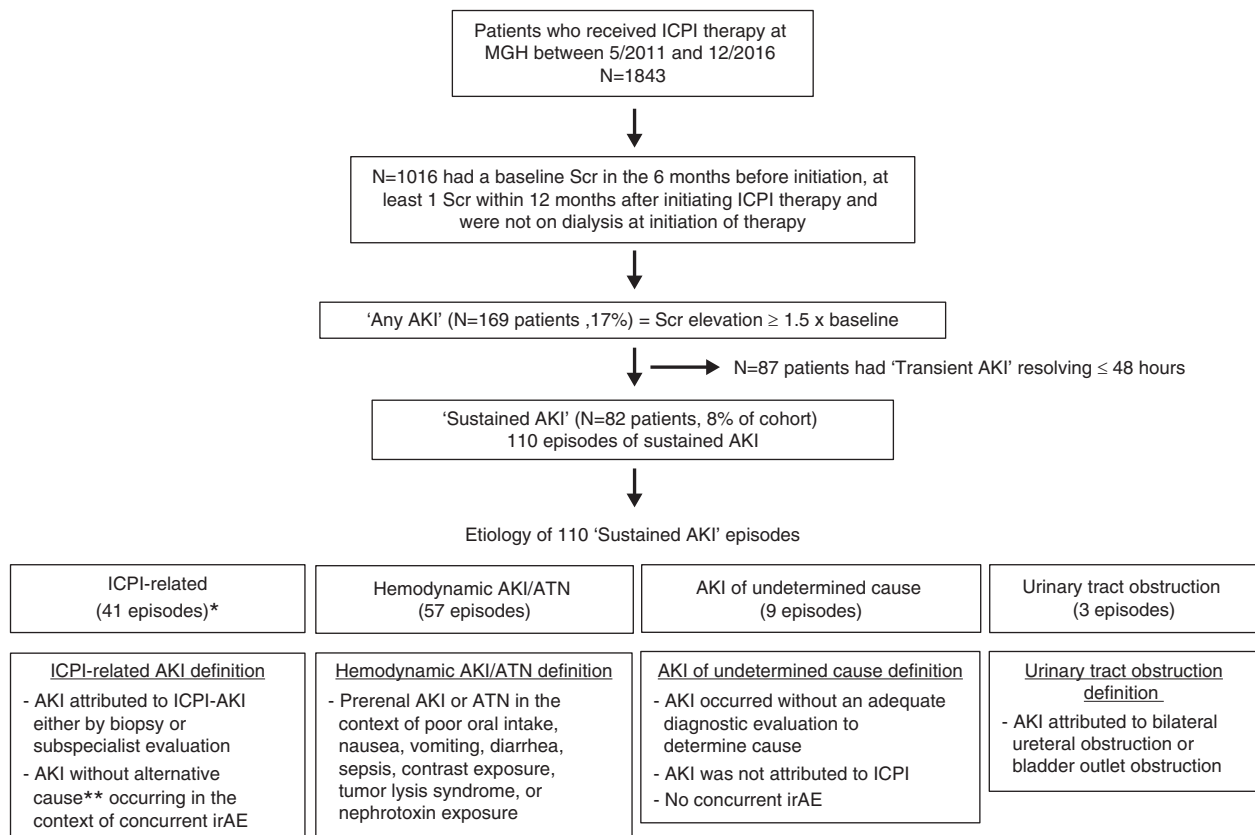 Patients who received ICPI therapy at
MGH between 5/2011 and 12/2016
N=1843
N=1016 had a baseline Scr in the 6 months before initiation, at
least 1 Scr within 12 months after initiating ICPI therapy and
were not on dialysis at initiation of therapy
‘Any AKI’ (N=169 patients ,17%) = Scr elevation ≥ 1.5 x baseline
N=87 patients had ‘Transient AKI’ resolving ≤ 48 hours
‘Sustained AKI’ (N=82 patients, 8% of cohort)
110 episodes of sustained AKI
Etiology of 110 ‘Sustained AKI’ episodes
ICPI-related
(41 episodes)*
Hemodynamic AKI/ATN
(57 episodes)
AKI of undetermined cause
(9 episodes)
Urinary tract obstruction
(3 episodes)
ICPI-related AKI definition
- AKI attributed to ICPI-AKI
either by biopsy or
subspecialist evaluation
- AKI without alternative
cause** occurring in the
context of concurrent irAE
Hemodynamic AKI/ATN definition
- Prerenal AKI or ATN in the
context of poor oral intake,
nausea, vomiting, diarrhea,
sepsis, contrast exposure,
tumor lysis syndrome, or
nephrotoxin exposure
AKI of undetermined cause definition
- AKI occurred without an adequate
diagnostic evaluation to
determine cause
- AKI was not attributed to ICPI
- No concurrent irAE
Urinary tract obstruction
definition
- AKI attributed to bilateral
ureteral obstruction or
bladder outlet obstruction